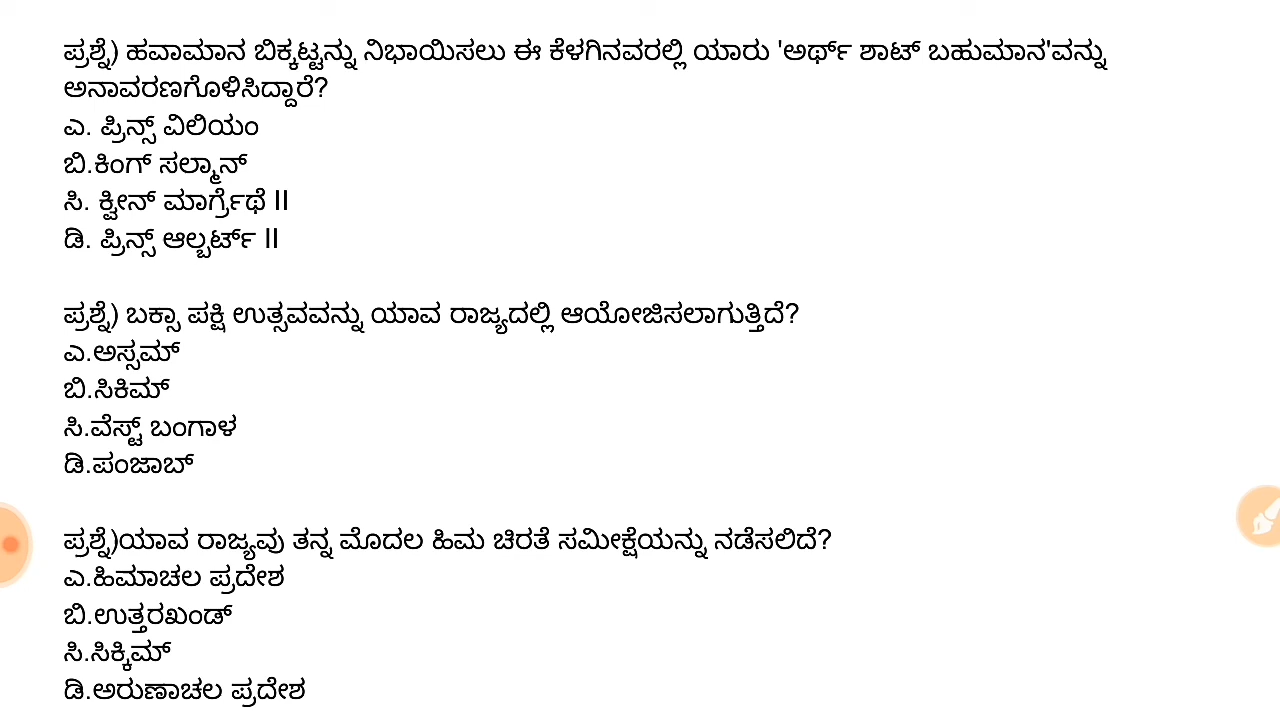 ಪ್ರಶ್ನೆ) ಹವಾಮಾನ ಬಿಕ್ಕಟ್ಟನ್ನು ನಿಭಾಯಿಸಲು ಈ ಕೆಳಗಿನವರಲ್ಲಿ ಯಾರು 'ಅರ್ಥ್ ಶಾಟ್ ಬಹುಮಾನ'ವನ್ನು
ಅನಾವರಣಗೊಳಿಸಿದ್ದಾರೆ?
ಎ. ಪ್ರಿನ್ಸ್ ವಿಲಿಯಂ
ಬಿ.ಕಿಂಗ್ ಸಲ್ಮಾನ್
ಸಿ. ಕ್ವೀನ್ ಮಾರ್ಗ್ರೆಥೆ II
ಡಿ. ಪ್ರಿನ್ಸ್ ಆಲ್ಬರ್ಟ್ II
ಪ್ರಶ್ನೆ) ಬಕ್ಸಾ ಪಕ್ಷಿ ಉತ್ಸವವನ್ನು ಯಾವ ರಾಜ್ಯದಲ್ಲಿ ಆಯೋಜಿಸಲಾಗುತ್ತಿದೆ?
ಎ.ಅಸ್ಸಮ್
ಬಿ.ಸಿಕಿಮ್
ಸಿ.ವೆಸ್ಟ್ ಬಂಗಾಳ
ಡಿ.ಪಂಜಾಬ್
ಪ್ರಶ್ನೆ)ಯಾವ ರಾಜ್ಯವು ತನ್ನ ಮೊದಲ ಹಿಮ ಚಿರತೆ ಸಮೀಕ್ಷೆಯನ್ನು ನಡೆಸಲಿದೆ?
ಎ.ಹಿಮಾಚಲ ಪ್ರದೇಶ
ಬಿ.ಉತ್ತರಖಂಡ್
ಸಿ.ಸಿಕ್ಕಿಮ್
ಡಿ.ಅರುಣಾಚಲ ಪ್ರದೇಶ